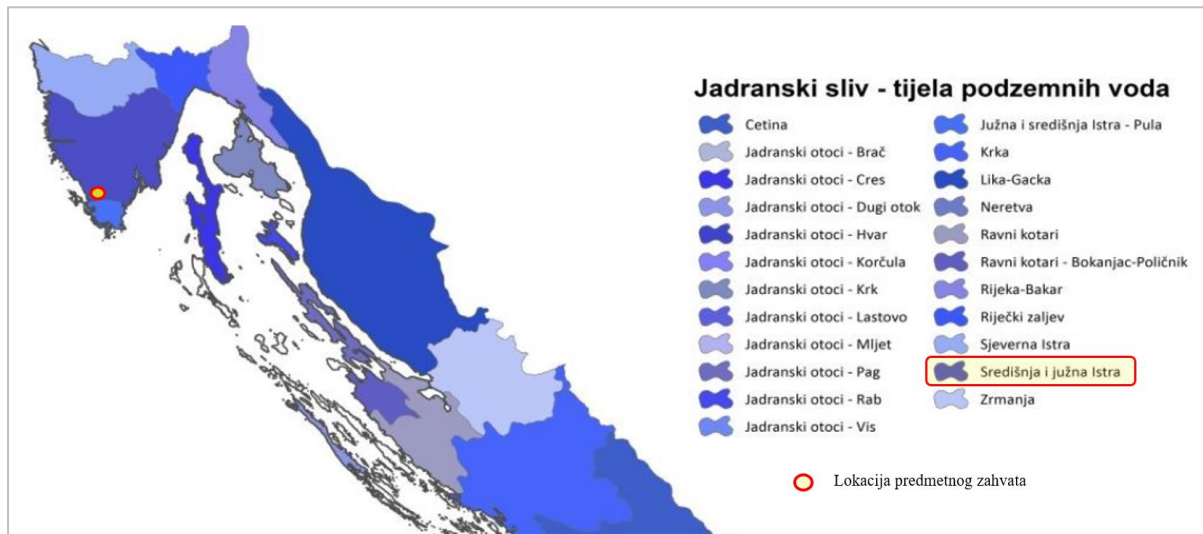 Jadranski sliv - tijela podzemnih voda
Cetina
Jadranski otoci - Brač
Jadranski otoci - Cres
Jadranski otoci - Dugi otok
Jadranski otoci - Hvar
Jadranski otoci - Korčula
Jadranski otoci - Krk
Jadranski otoci - Lastovo
Jadranski otoci - Mljet
Jadranski otoci - Pag
Jadranski otoci - Rab
Jadranski otoci - Vis
Južna i središnja Istra - Pula
Krka
Lika-Gacka
Neretva
Ravni kotari
Ravni kotari - Bokanjac-Poličnik
Rijeka-Bakar
Riječki zaljev
Sjeverna Istra
Središnja i južna Istra
Zrmanja
Lokacija predmetnog zahvata